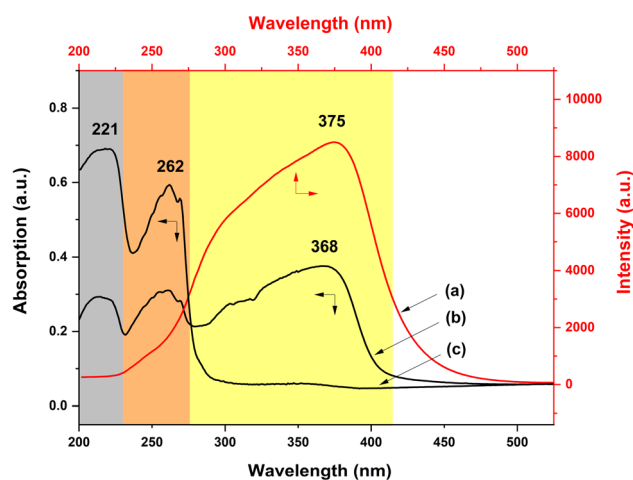 Wavelength (nm)
200 250 300 350 400 450 500
0.8
0.6
0.4
0.2
0.0
Absorption (a.u.)
221
262
375
368
(a)
(b)
(c)
10000
8000
6000
4000
2000
0
Intensity (a.u.)
200 250 300 350 400 450 500
Wavelength (nm)